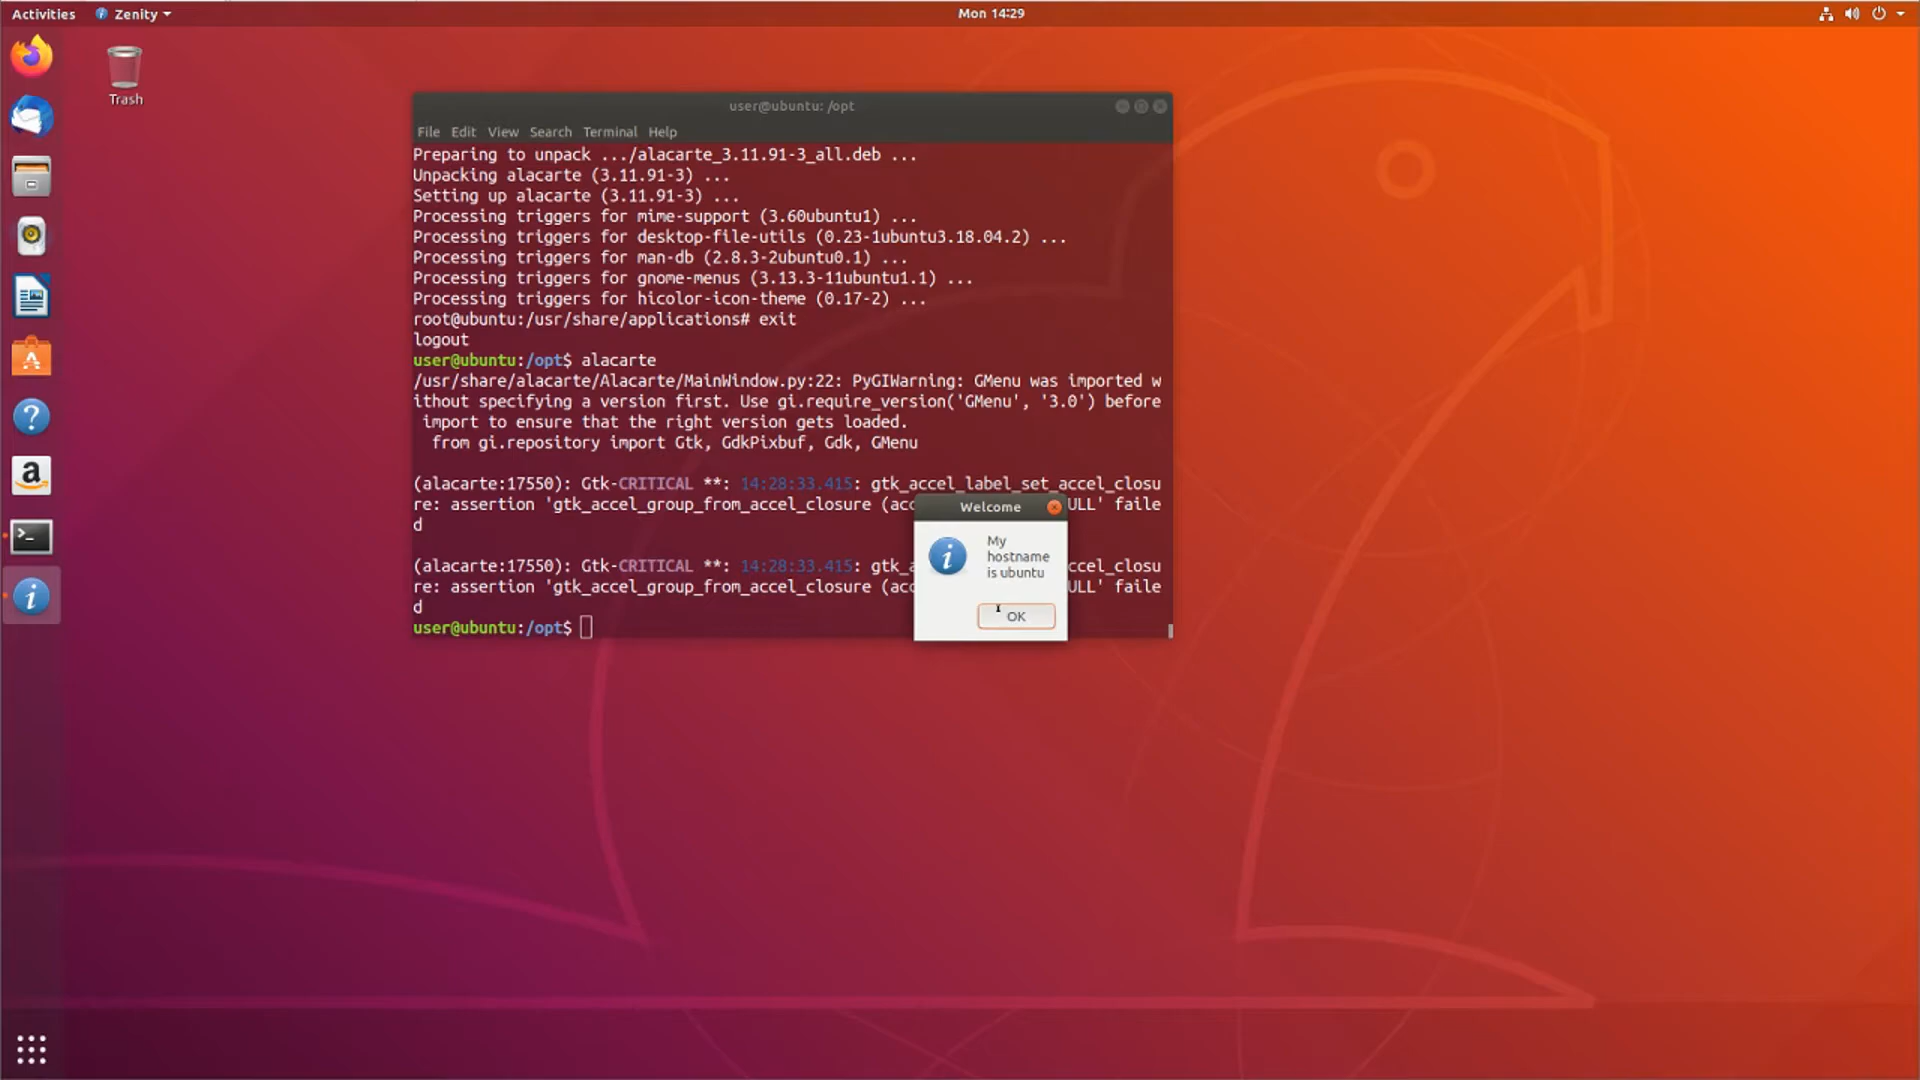 Activities
Zenity
Mon 14:29
Trash
user@ubuntu: /opt
File Edit View Search Terminal Help
Preparing to unpack .../alacarte_3.11.91-3_all.deb ...
Unpacking alacarte (3.11.91-3) ...
Setting up alacarte (3.11.91-3) ...
Processing triggers for mime-support (3.60ubuntu1) ...
Processing triggers for desktop-file-utils (0.23-1ubuntu3.18.04.2) ...
Processing triggers for man-db (2.8.3-2ubuntu0.1) ...
Processing triggers for gnome-menus (3.13.3-11ubuntu1.1) ...
Processing triggers for hicolor-icon-theme (0.17-2) ...
root@ubuntu:/usr/share/applications# exit
logout
user@ubuntu:/opt$ alacarte
/usr/share/alacarte/Alacarte/MainWindow.py:22: PyGIWarning: GMenu was imported w
ithout specifying a version first. Use gi.require_version('GMenu', '3.0') before
import to ensure that the right version gets loaded.
from gi.repository import Gtk, GdkPixbuf, Gdk, GMenu
(alacarte:17550): Gtk-CRITICAL **: 14:28:33.415: gtk_accel_label_set_accel_closu
re: assertion 'gtk_accel_group_from_accel_closure (acc ULL' faile
d
(alacarte:17550): Gtk-CRITICAL **: 14:28:33.415: gtk_a ccel_closu
re: assertion 'gtk_accel_group_from_accel_closure (acc ULL' faile
d
user@ubuntu:/opt$
Welcome
My
hostname
is ubuntu
OK